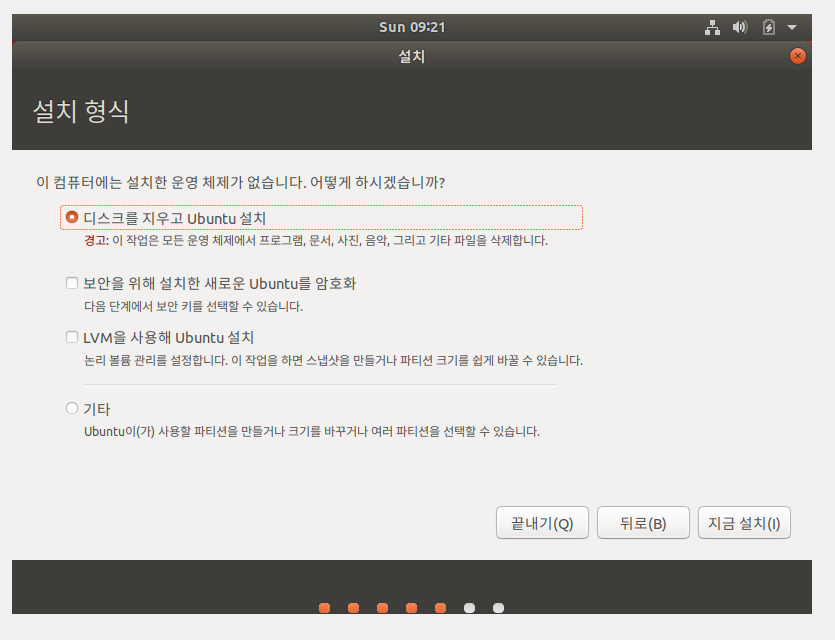 Sun 09:21
설치
설치 형식
이 컴퓨터에는 설치한 운영 체제가 없습니다. 어떻게 하시겠습니까?
디스크를 지우고 Ubuntu 설치
경고: 이 작업은 모든 운영 체제에서 프로그램, 문서, 사진, 음악, 그리고 기타 파일을 삭제합니다.
보안을 위해 설치한 새로운 Ubuntu를 암호화
다음 단계에서 보안 키를 선택할 수 있습니다.
LVM을 사용해 Ubuntu 설치
논리 볼륨 관리를 설정합니다. 이 작업을 하면 스냅샷을 만들거나 파티션 크기를 쉽게 바꿀 수 있습니다.
기타
Ubuntu이(가) 사용할 파티션을 만들거나 크기를 바꾸거나 여러 파티션을 선택할 수 있습니다.
끝내기(Q) 뒤로(B) 지금 설치(I)